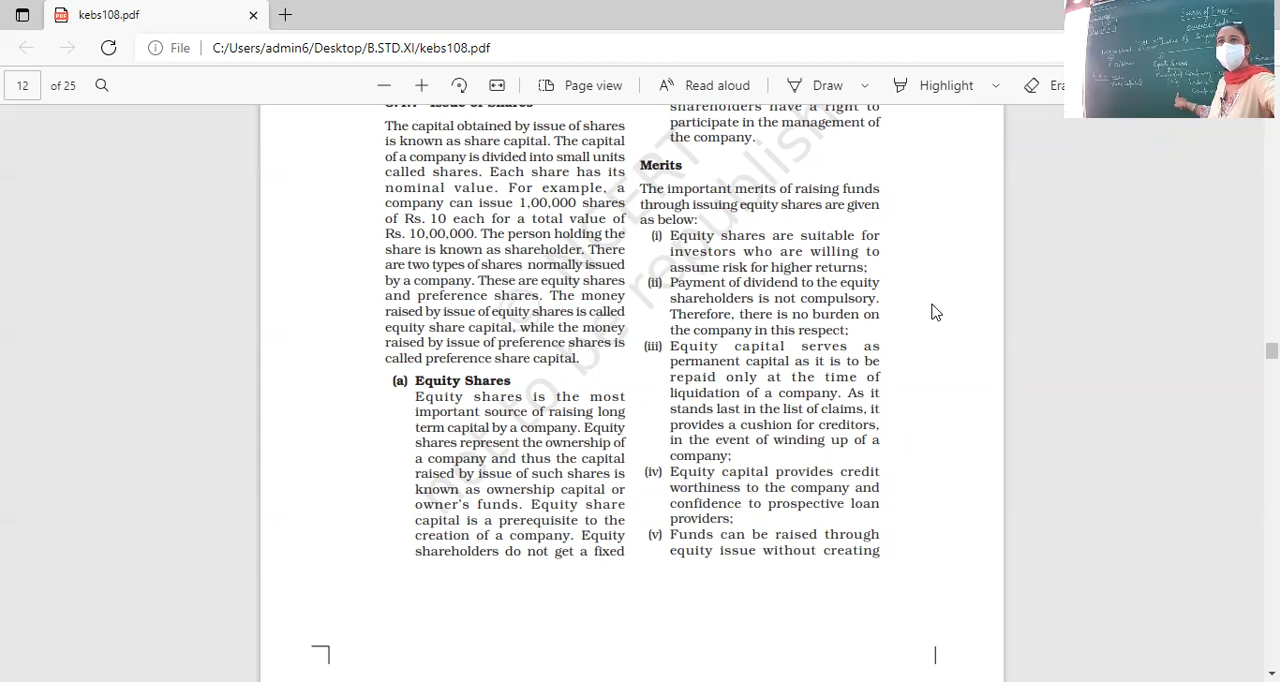 kebs108.pdf
File
C:/Users/admin6/Desktop/B.STD.XI/kebs108.pdf
12 of 25
Page view
Read aloud
Draw
Highlight
Era
Sources of Finance
The capital obtained by issue of shares
is known as share capital. The capital
of a company is divided into small units
called shares. Each share has its
nominal value. For example, a
company can issue 1,00,000 shares
of Rs. 10 each for a total value of
Rs. 10,00,000. The person holding the
share is known as shareholder. There
are two types of shares normally issued
by a company. These are equity shares
and preference shares. The money
raised by issue of equity shares is called
equity share capital, while the money
raised by issue of preference shares is
called preference share capital.
(a) Equity Shares
Equity shares is the most
important source of raising long
term capital by a company. Equity
shares represent the ownership of
a company and thus the capital
raised by issue of such shares is
known as ownership capital or
owner's funds. Equity share
capital is a prerequisite to the
creation of a company. Equity
shareholders do not get a fixed
shareholders have a right to
participate in the management of
the company.
Merits
The important merits of raising funds
through issuing equity shares are given
as below:
(i) Equity shares are suitable for
investors who are willing to
assume risk for higher returns;
(ii) Payment of dividend to the equity
shareholders is not compulsory.
Therefore, there is no burden on
the company in this respect;
(iii) Equity capital serves as
permanent capital as it is to be
repaid only at the time of
liquidation of a company. As it
stands last in the list of claims, it
provides a cushion for creditors,
in the event of winding up of a
company;
(iv) Equity capital provides credit
worthiness to the company and
confidence to prospective loan
providers;
(v) Funds can be raised through
equity issue without creating
© NCERT
not to be republish